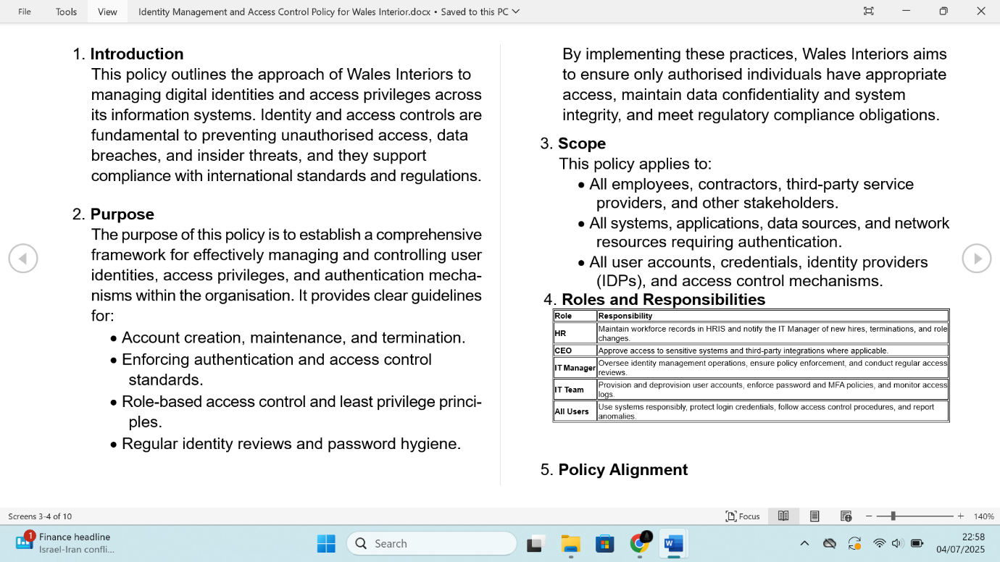 File Tools View Identity Management and Access Control Policy for Wales Interior.docx • Saved to this PC
1. Introduction
This policy outlines the approach of Wales Interiors to
managing digital identities and access privileges across
its information systems. Identity and access controls are
fundamental to preventing unauthorised access, data
breaches, and insider threats, and they support
compliance with international standards and regulations.
2. Purpose
The purpose of this policy is to establish a comprehensive
framework for effectively managing and controlling user
identities, access privileges, and authentication mecha-
nisms within the organisation. It provides clear guidelines
for:
• Account creation, maintenance, and termination.
• Enforcing authentication and access control
standards.
• Role-based access control and least privilege princi-
ples.
• Regular identity reviews and password hygiene.
By implementing these practices, Wales Interiors aims
to ensure only authorised individuals have appropriate
access, maintain data confidentiality and system
integrity, and meet regulatory compliance obligations.
3. Scope
This policy applies to:
• All employees, contractors, third-party service
providers, and other stakeholders.
• All systems, applications, data sources, and network
resources requiring authentication.
• All user accounts, credentials, identity providers
(IDPs), and access control mechanisms.
4. Roles and Responsibilities
Role Responsibility
HR Maintain workforce records in HRIS and notify the IT Manager of new hires, terminations, and role
changes.
CEO Approve access to sensitive systems and third-party integrations where applicable.
IT Manager Oversee identity management operations, ensure policy enforcement, and conduct regular access
reviews.
IT Team Provision and deprovision user accounts, enforce password and MFA policies, and monitor access
logs.
All Users Use systems responsibly, protect login credentials, follow access control procedures, and report
anomalies.
5. Policy Alignment
Screens 3-4 of 10 Focus 140%
1 Finance headline
Israel-Iran confli...
Search
W
22:58
04/07/2025